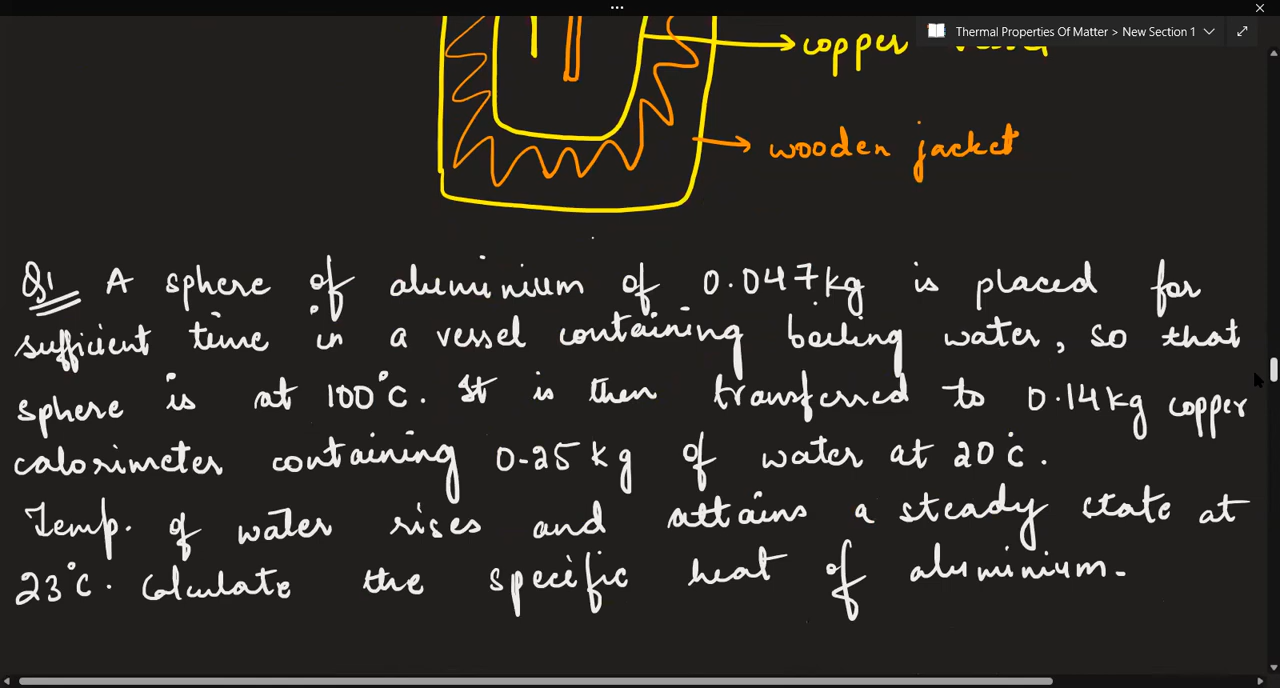 Thermal Properties Of Matter > New Section 1
copper vessel
wooden jacket
Q1 A sphere of aluminium of 0.047kg is placed for
sufficient time in a vessel containing boiling water, so that
sphere is at 100°C. It is then transferred to 0.14kg copper
calorimeter containing 0.25kg of water at 20°C.
Temp. of water rises and attains a steady state at
23°C. Calculate the specific heat of aluminium.